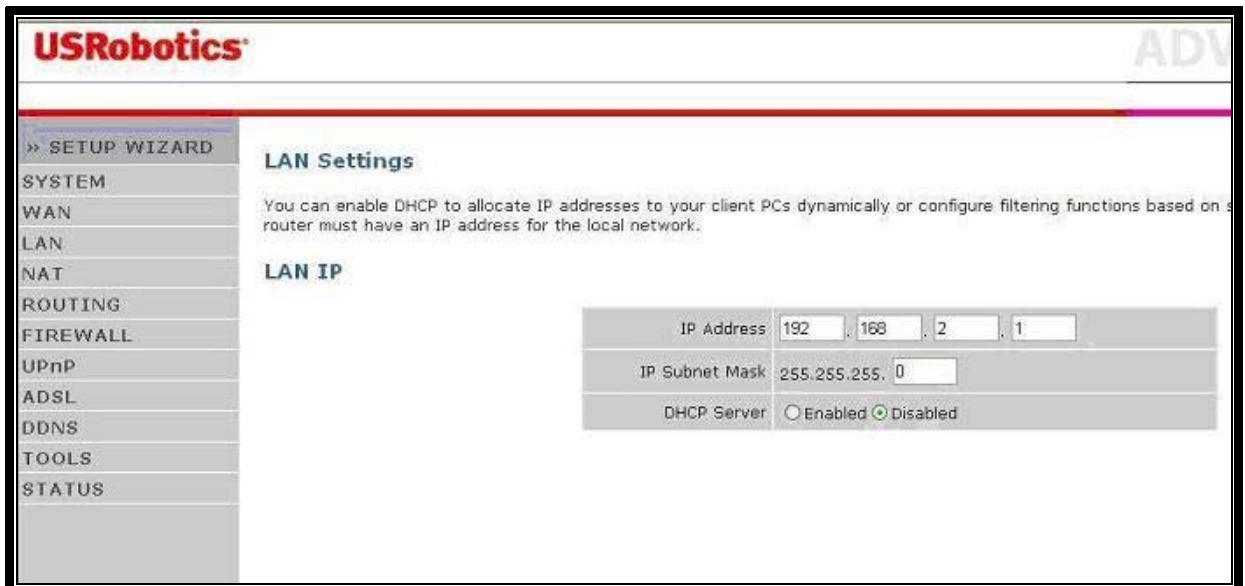 USRobotics
ADV
» SETUP WIZARD
SYSTEM
WAN
LAN
NAT
ROUTING
FIREWALL
UPnP
ADSL
DDNS
TOOLS
STATUS
LAN Settings
You can enable DHCP to allocate IP addresses to your client PCs dynamically or configure filtering functions based on s
router must have an IP address for the local network.
LAN IP
IP Address 192 . 168 . 2 . 1
IP Subnet Mask 255.255.255. 0
DHCP Server Enabled Disabled